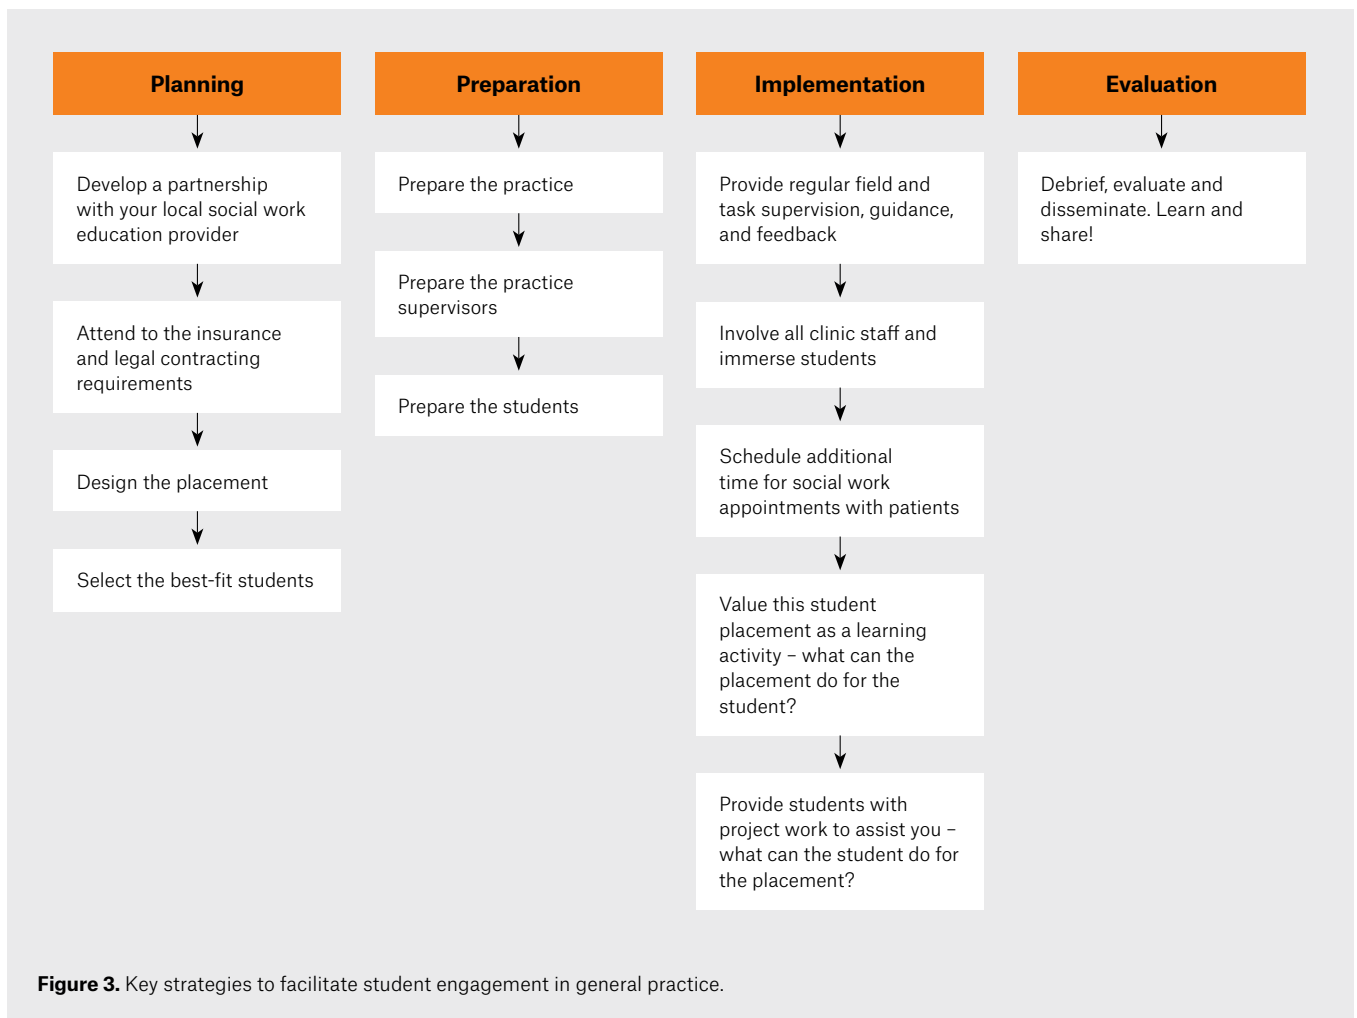 Planning
Develop a partnership
with your local social work
education provider
Attend to the insurance
and legal contracting
requirements
Design the placement
Select the best-fit students
Preparation
Prepare the practice
Prepare the practice
supervisors
Prepare the students
Implementation
Provide regular field and
task supervision, guidance,
and feedback
Involve all clinic staff and
immerse students
Schedule additional
time for social work
appointments with patients
Value this student
placement as a learning
activity – what can the
placement do for the
student?
Provide students with
project work to assist you –
what can the student do for
the placement?
Evaluation
Debrief, evaluate and
disseminate. Learn and
share!
Figure 3. Key strategies to facilitate student engagement in general practice.